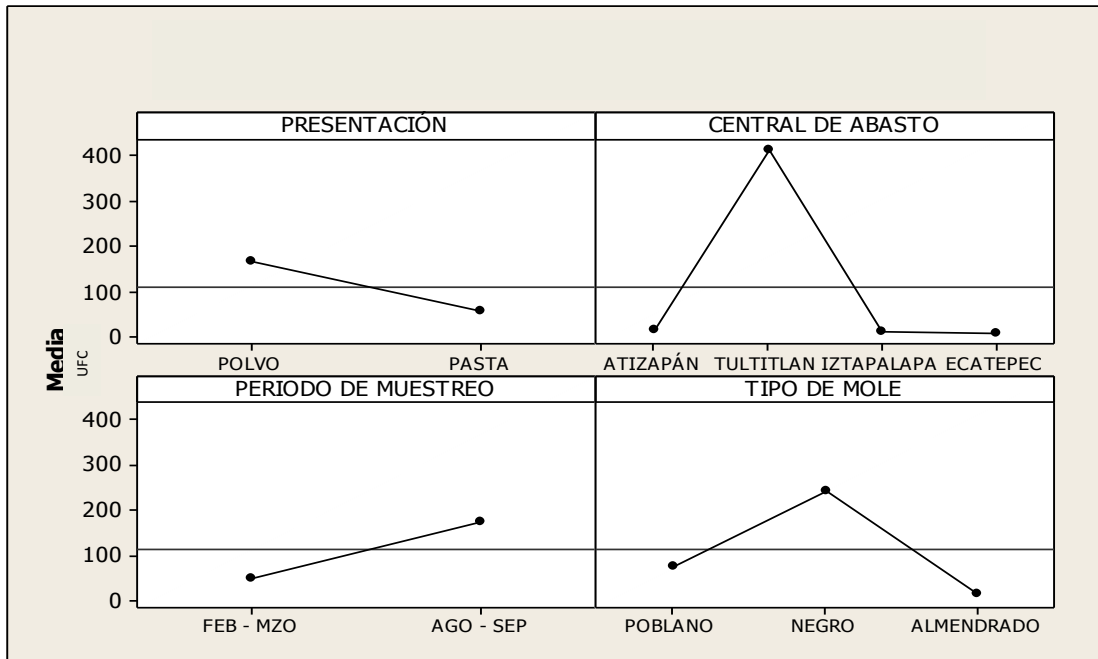 PRESENTACIÓN CENTRAL DE ABASTO
400
300
200
100
0
POLVO PASTA ATIZAPÁN TULTITLAN IZTAPALAPA ECATEPEC
Media
UFC
PERIODO DE MUESTREO TIPO DE MOLE
400
300
200
100
0
FEB - MZO AGO - SEP POBLANO NEGRO ALMENDRADO